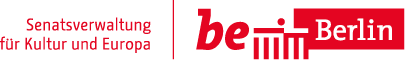 Senatsverwaltung
für Kultur und Europa
be Berlin